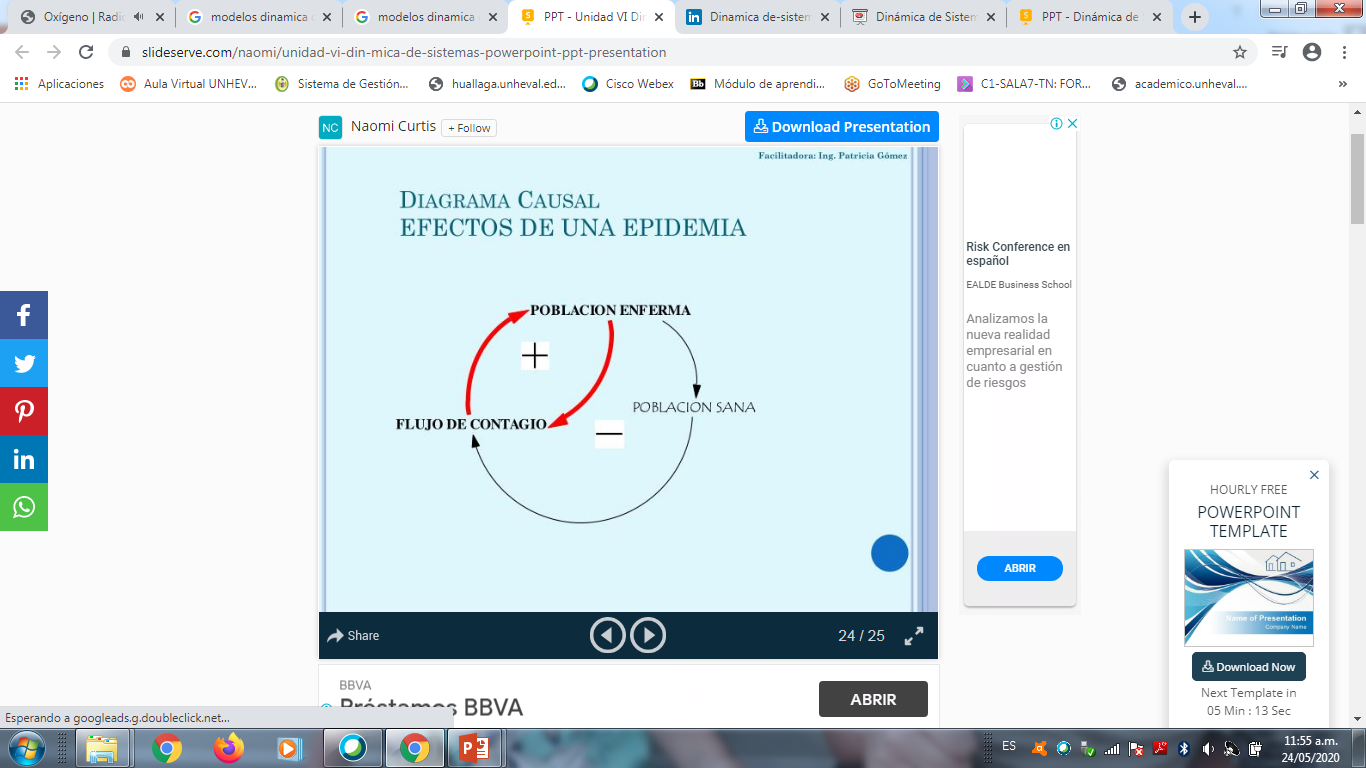 Oxígeno | Radio
modelos dinamica d
modelos dinamica d
PPT - Unidad VI Di
Dinamica de-sistem
Dinámica de Sistem
PPT - Dinámica de
slideserve.com/naomi/unidad-vi-din-mica-de-sistemas-powerpoint-ppt-presentation
Aplicaciones
Aula Virtual UNHEV...
Sistema de Gestión...
huallaga.unheval.ed...
Cisco Webex
Bb Módulo de aprendi...
GoToMeeting
C1-SALA7-TN: FOR...
academico.unheval....
»
NC Naomi Curtis + Follow
Download Presentation
Facilitadora: Ing. Patricia Gómez
DIAGRAMA CAUSAL
EFECTOS DE UNA EPIDEMIA
POBLACION ENFERMA
+
POBLACION SANA
FLUJO DE CONTAGIO
—
Share
24 / 25
BBVA
Préstamos BBVA
ABRIR
Risk Conference en
español
EALDE Business School
Analizamos la
nueva realidad
empresarial en
cuanto a gestión
de riesgos
ABRIR
HOURLY FREE
POWERPOINT
TEMPLATE
Name of Presentation
Company Name
Download Now
Next Template in
05 Min : 13 Sec
Esperando a googleads.g.doubleclick.net...
ES
11:55 a.m.
24/05/2020